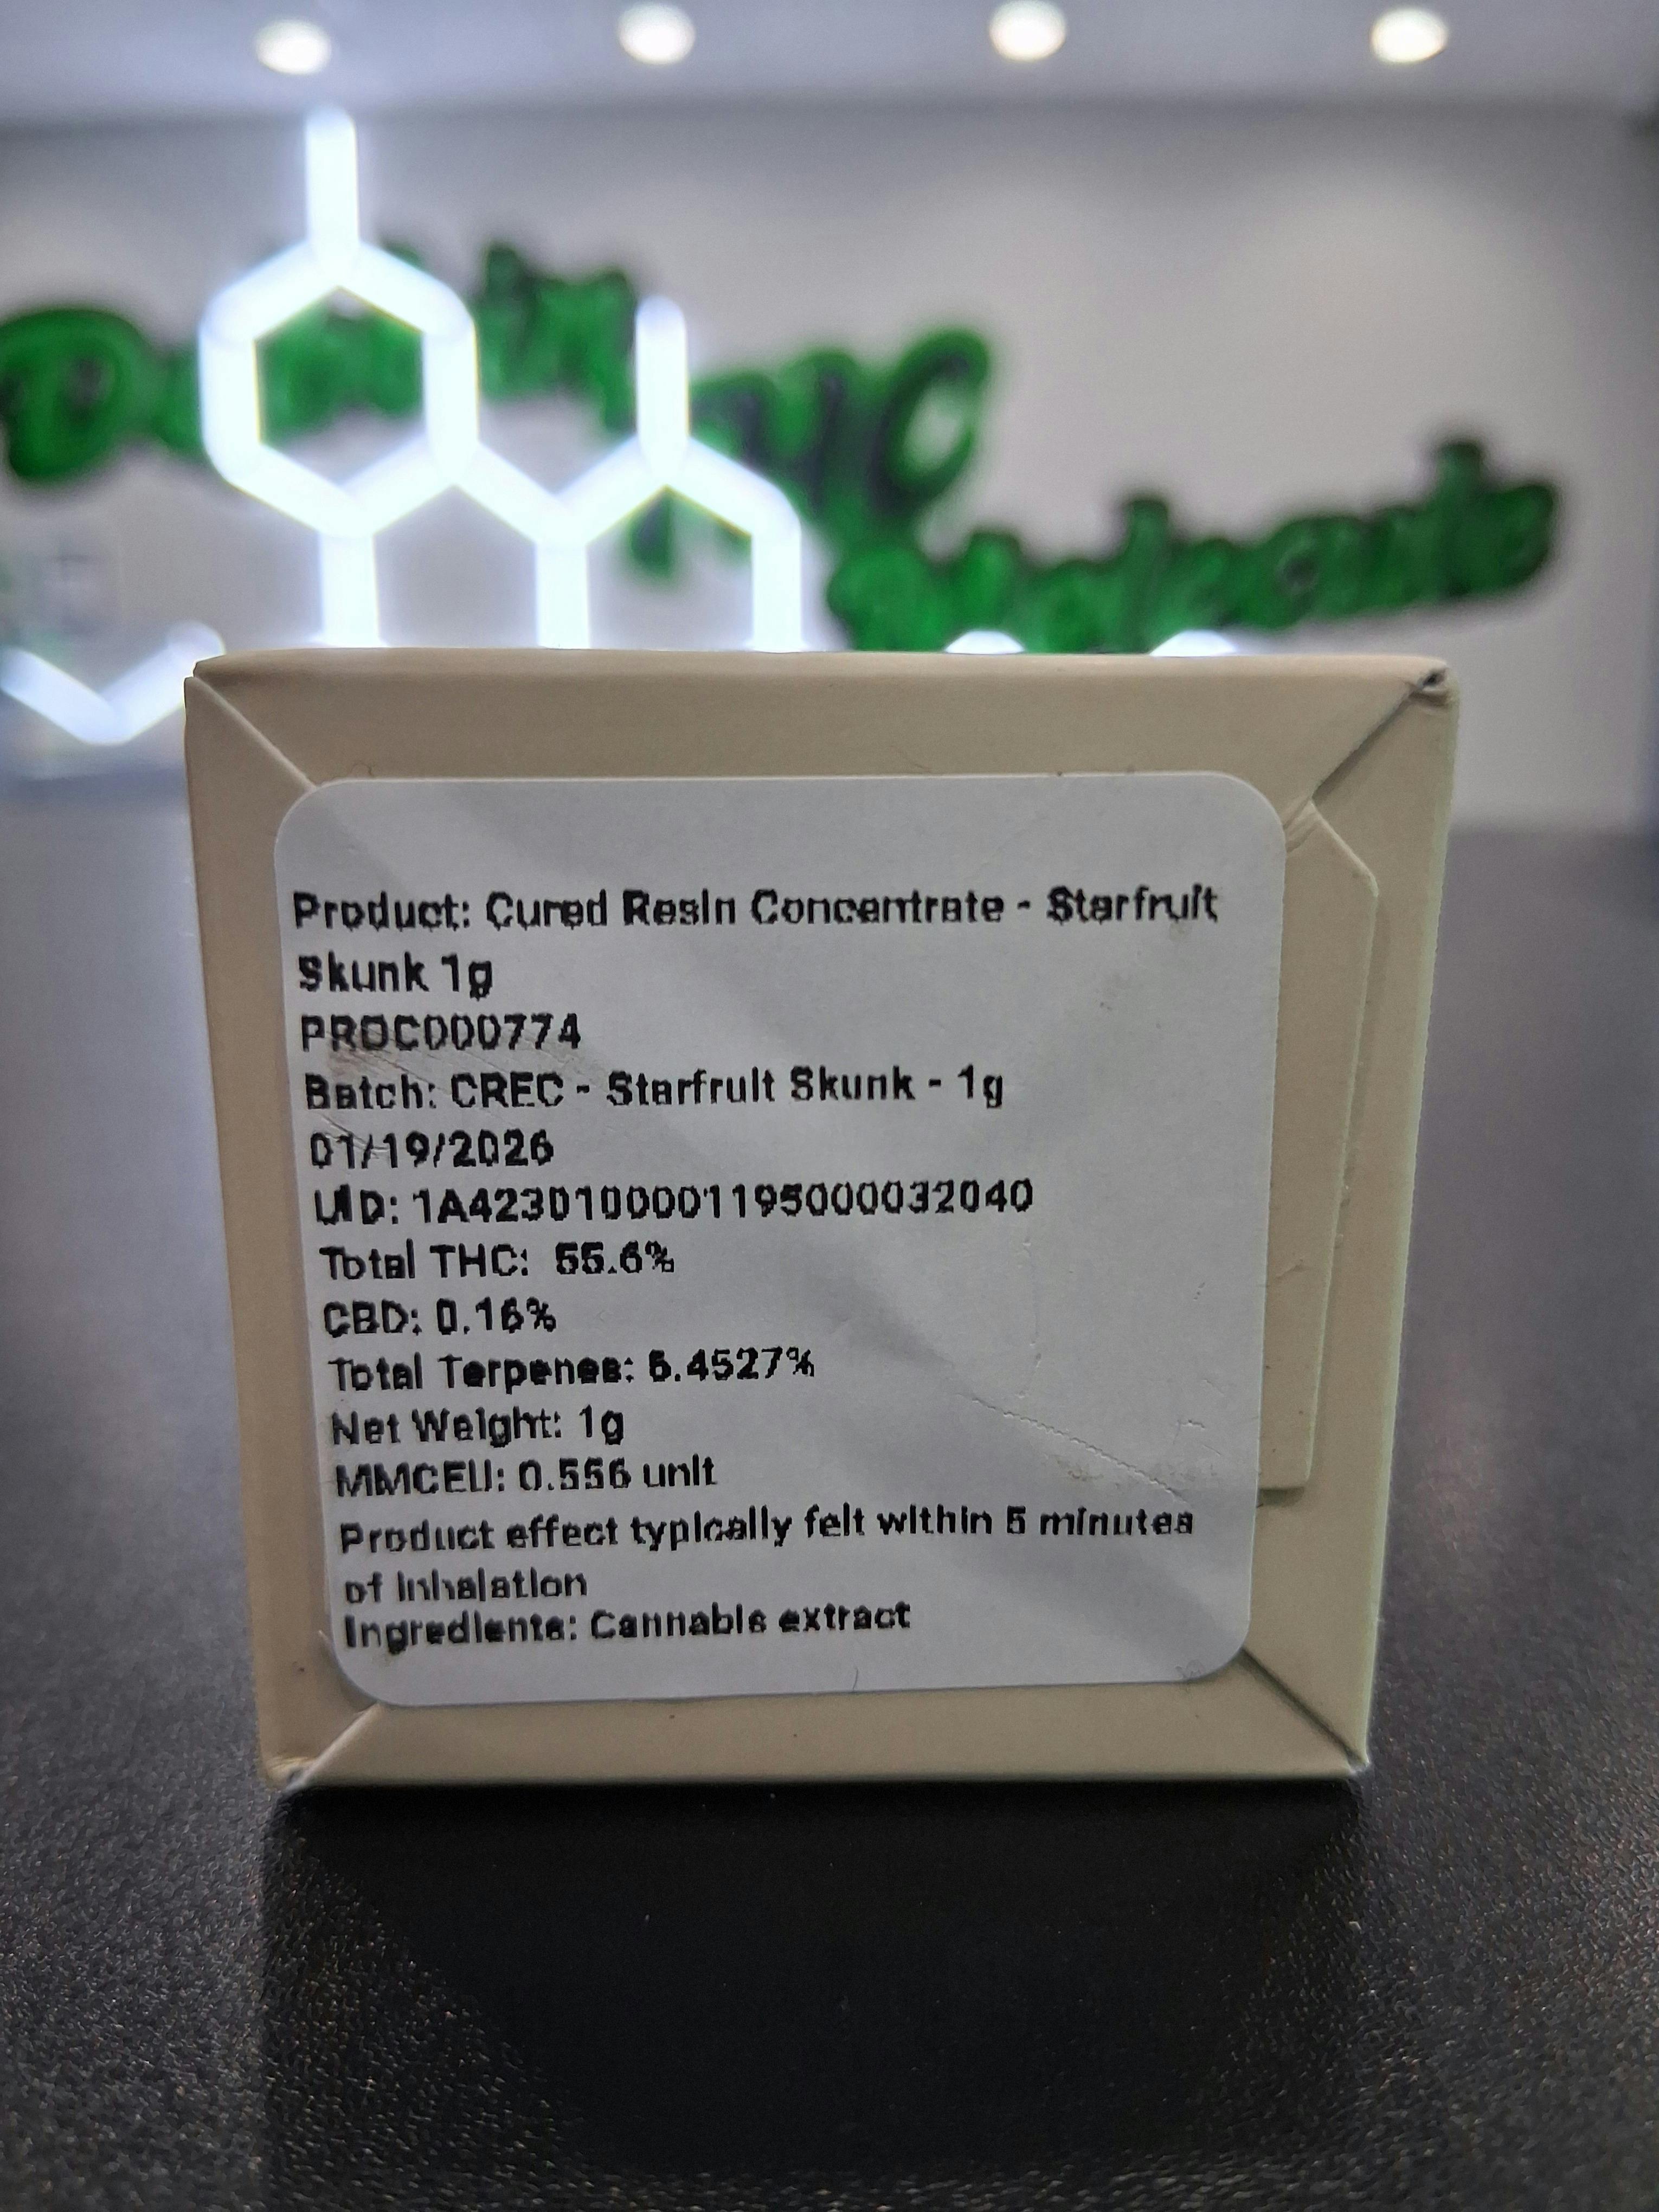 Product: Cured Resin Concentrate - Starfruit
Skunk 1g
PROC000774
Batch: CREC - Starfruit Skunk - 1g
01/19/2026
UID: 1A4230100001195000032040
Total THC: 55.6%
CBD: 0.16%
Total Terpenes: 6.4527%
Net Weight: 1g
MMCEU: 0.556 unit
Product effect typically felt within 5 minutes
of inhalation
Ingredients: Cannabis extract